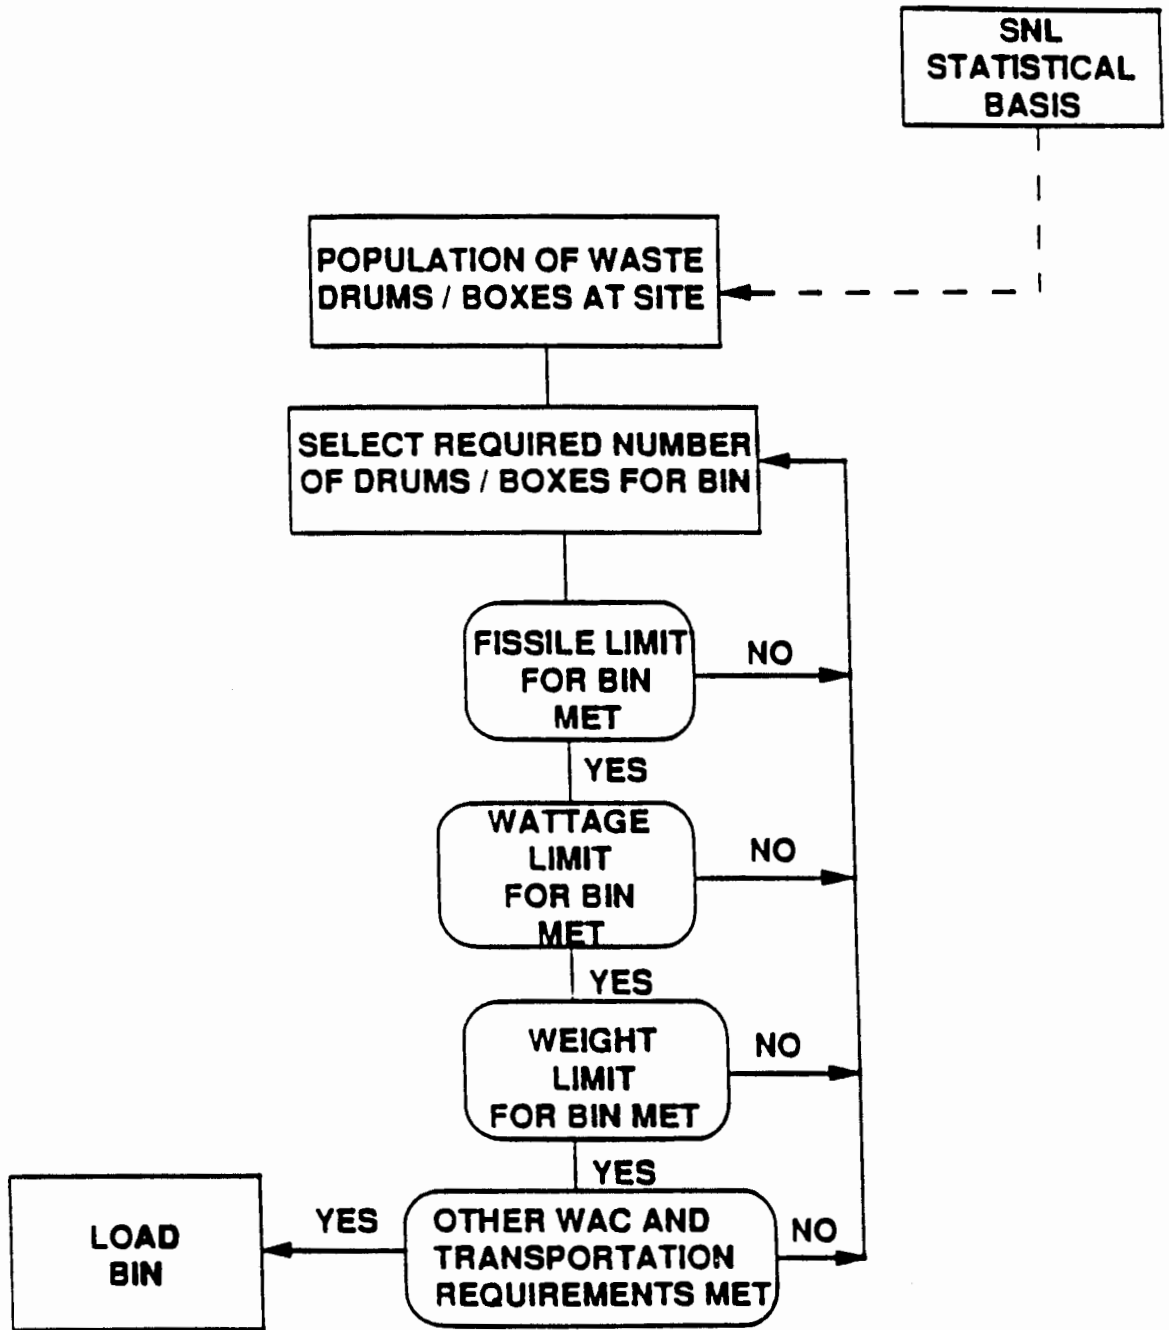 SNL
STATISTICAL
BASIS
POPULATION OF WASTE
DRUMS / BOXES AT SITE
SELECT REQUIRED NUMBER
OF DRUMS / BOXES FOR BIN
FISSILE LIMIT
FOR BIN
MET
NO
YES
WATTAGE
LIMIT
FOR BIN
MET
NO
YES
WEIGHT
LIMIT
FOR BIN MET
NO
YES
OTHER WAC AND
TRANSPORTATION
REQUIREMENTS MET
NO
YES
LOAD
BIN